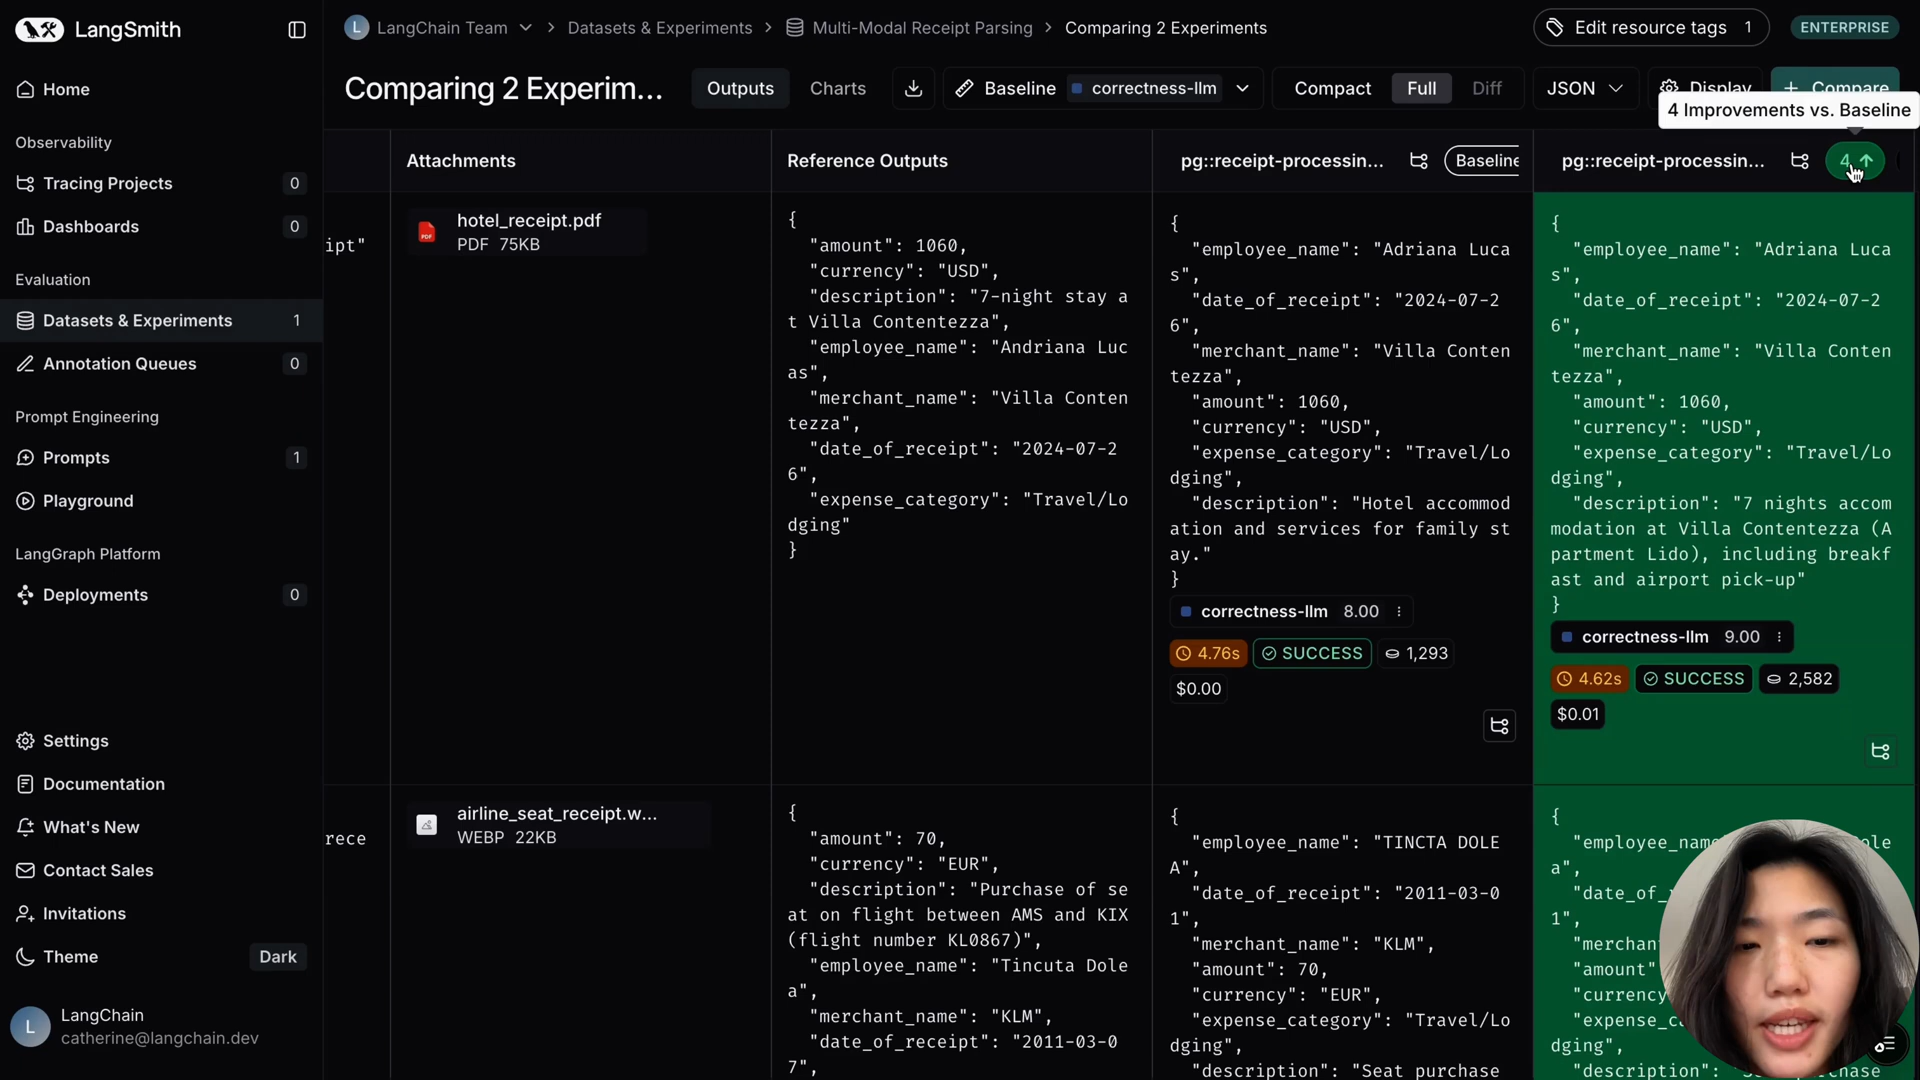 LangSmith
Home
Observability
Tracing Projects 0
Dashboards 0
Evaluation
Datasets & Experiments 1
Annotation Queues 0
Prompt Engineering
Prompts 1
Playground
LangGraph Platform
Deployments 0
Settings
Documentation
What's New
Contact Sales
Invitations
Theme Dark
L
LangChain
catherine@langchain.dev
L LangChain Team > Datasets & Experiments > Multi-Modal Receipt Parsing > Comparing 2 Experiments
Edit resource tags 1
ENTERPRISE
Comparing 2 Experim...
Outputs
Charts
Baseline correctness-llm
Compact
Full
Diff
JSON
Display
+ Compare
4 Improvements vs. Baseline
Attachments
Reference Outputs
pg::receipt-processin...
Baseline
pg::receipt-processin...
4
ipt"
PDF
hotel_receipt.pdf
PDF 75KB
{
"amount": 1060,
"currency": "USD",
"description": "7-night stay a
t Villa Contentezza",
"employee_name": "Andriana Luc
as",
"merchant_name": "Villa Conten
tezza",
"date_of_receipt": "2024-07-2
6",
"expense_category": "Travel/Lo
dging"
}
{
"employee_name": "Adriana Luca
s",
"date_of_receipt": "2024-07-2
6",
"merchant_name": "Villa Conten
tezza",
"amount": 1060,
"currency": "USD",
"expense_category": "Travel/Lo
dging",
"description": "Hotel accommod
ation and services for family st
ay."
}
correctness-llm 8.00
4.76s SUCCESS 1,293
$0.00
{
"employee_name": "Adriana Luca
s",
"date_of_receipt": "2024-07-2
6",
"merchant_name": "Villa Conten
tezza",
"amount": 1060,
"currency": "USD",
"expense_category": "Travel/Lo
dging",
"description": "7 nights accom
modation at Villa Contentezza (A
partment Lido), including breakf
ast and airport pick-up"
}
correctness-llm 9.00
4.62s SUCCESS 2,582
$0.01
rece
airline_seat_receipt.w...
WEBP 22KB
{
"amount": 70,
"currency": "EUR",
"description": "Purchase of se
at on flight between AMS and KIX
(flight number KL0867)",
"employee_name": "Tincuta Dole
a",
"merchant_name": "KLM",
"date_of_receipt": "2011-03-0
7",
{
"employee_name": "TINCTA DOLE
A",
"date_of_receipt": "2011-03-0
1",
"merchant_name": "KLM",
"amount": 70,
"currency": "EUR",
"expense_category": "Travel/Lo
dging",
"description": "Seat purchase
{
"employee_name
a",
"date_of_re
1",
"merchant
"amount"
"currency
"expense_c
dging",
"description":